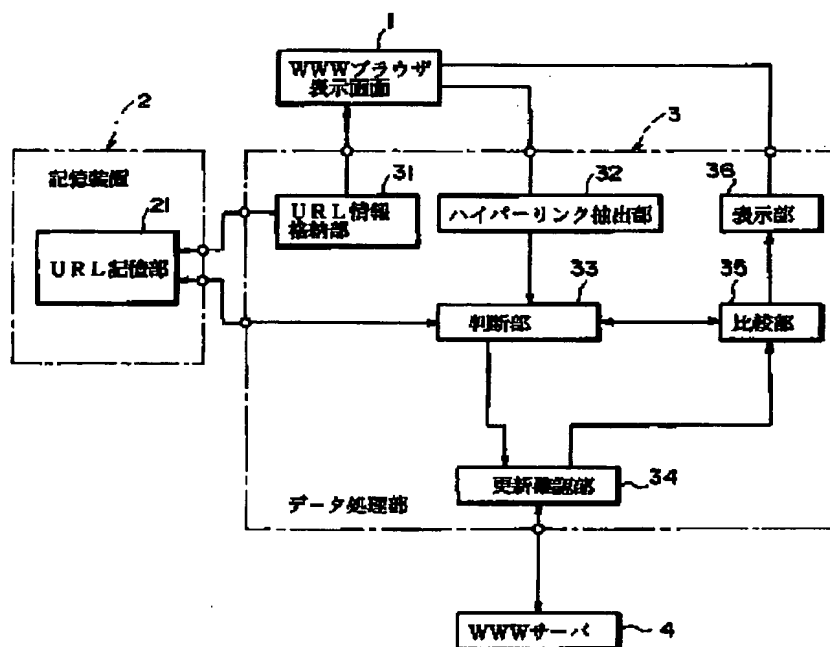 1
WWWブラウザ
表示画面
2
3
記憶装置
31
32
36
21
URL情報
格納部
ハイパーリンク抽出部
表示部
URL記憶部
33
35
判断部
比較部
更新確認部
34
データ処理部
WWWサーバ
4